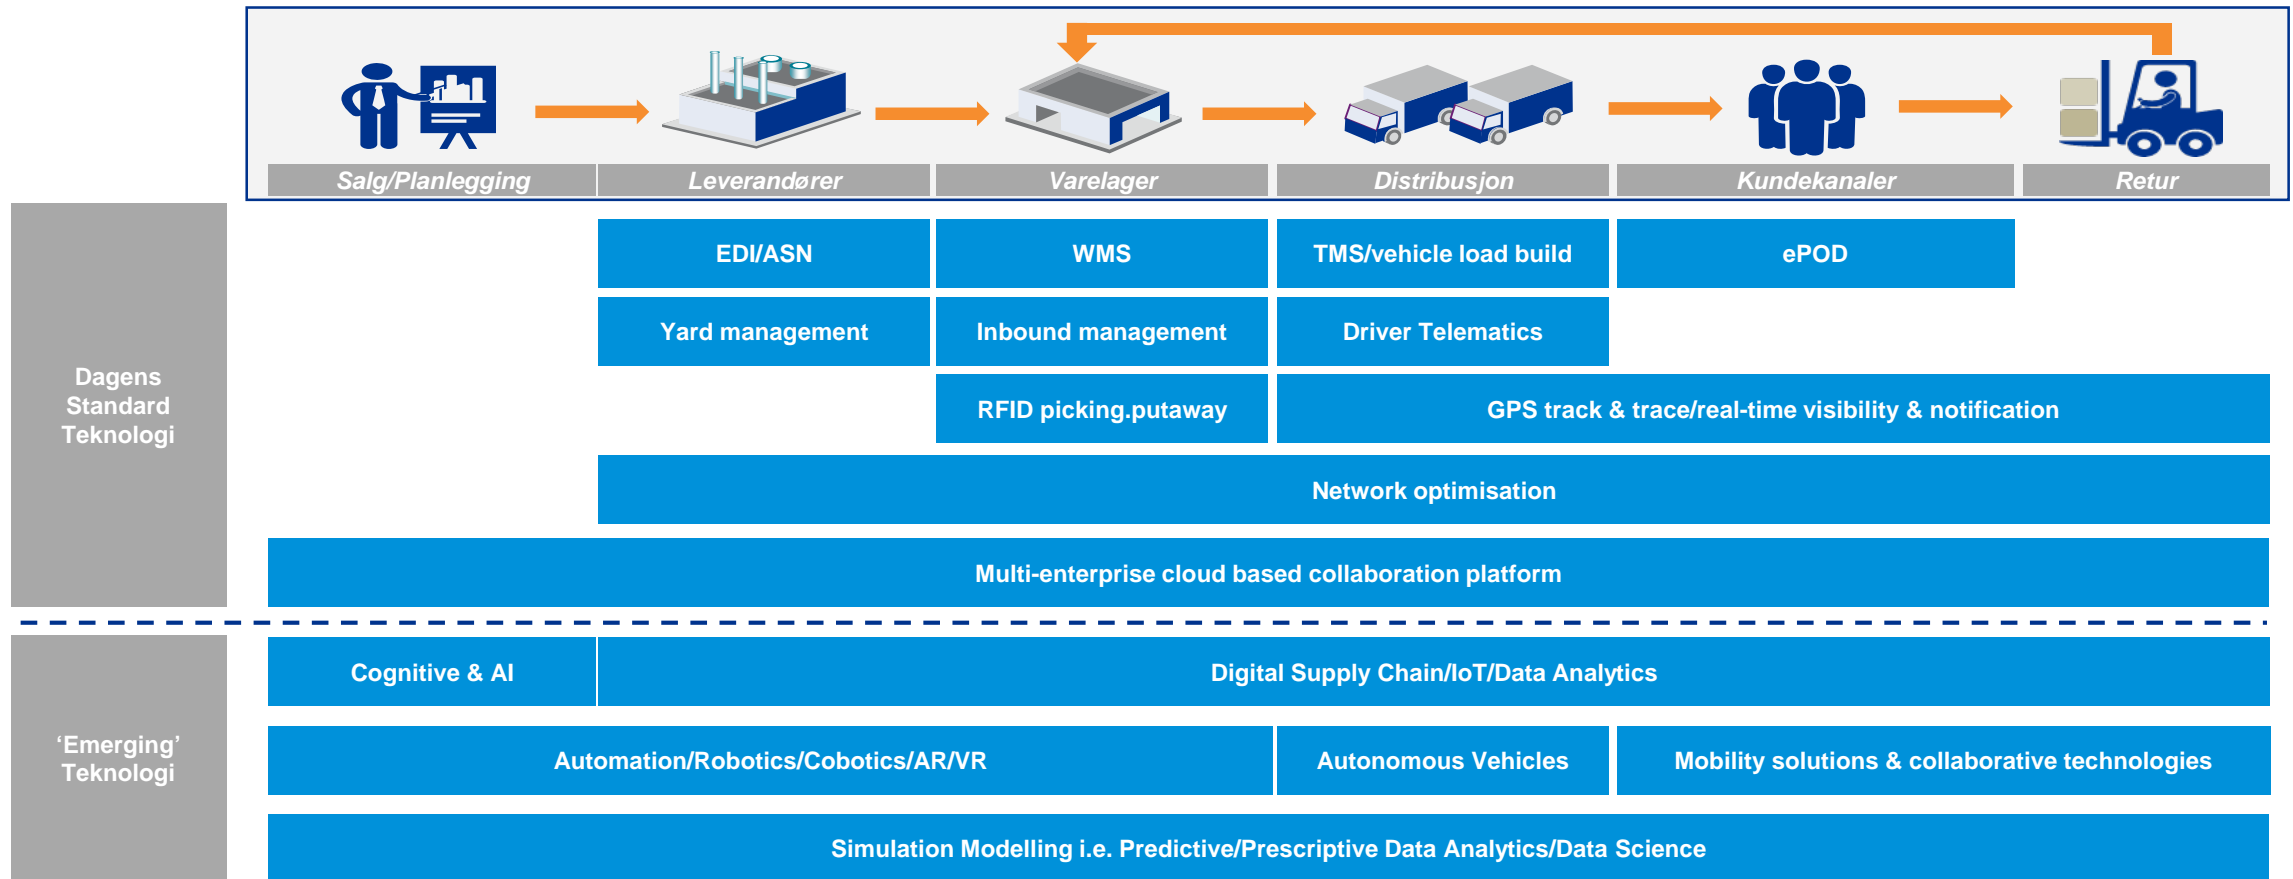 Salg/Planlegging
Leverandører
Varelager
Distribusjon
Kundekanaler
Retur
Dagens
Standard
Teknologi
EDI/ASN
WMS
TMS/vehicle load build
ePOD
Yard management
Inbound management
Driver Telematics
RFID picking.putaway
GPS track & trace/real-time visibility & notification
Network optimisation
Multi-enterprise cloud based collaboration platform
‘Emerging’
Teknologi
Cognitive & AI
Digital Supply Chain/IoT/Data Analytics
Automation/Robotics/Cobotics/AR/VR
Autonomous Vehicles
Mobility solutions & collaborative technologies
Simulation Modelling i.e. Predictive/Prescriptive Data Analytics/Data Science